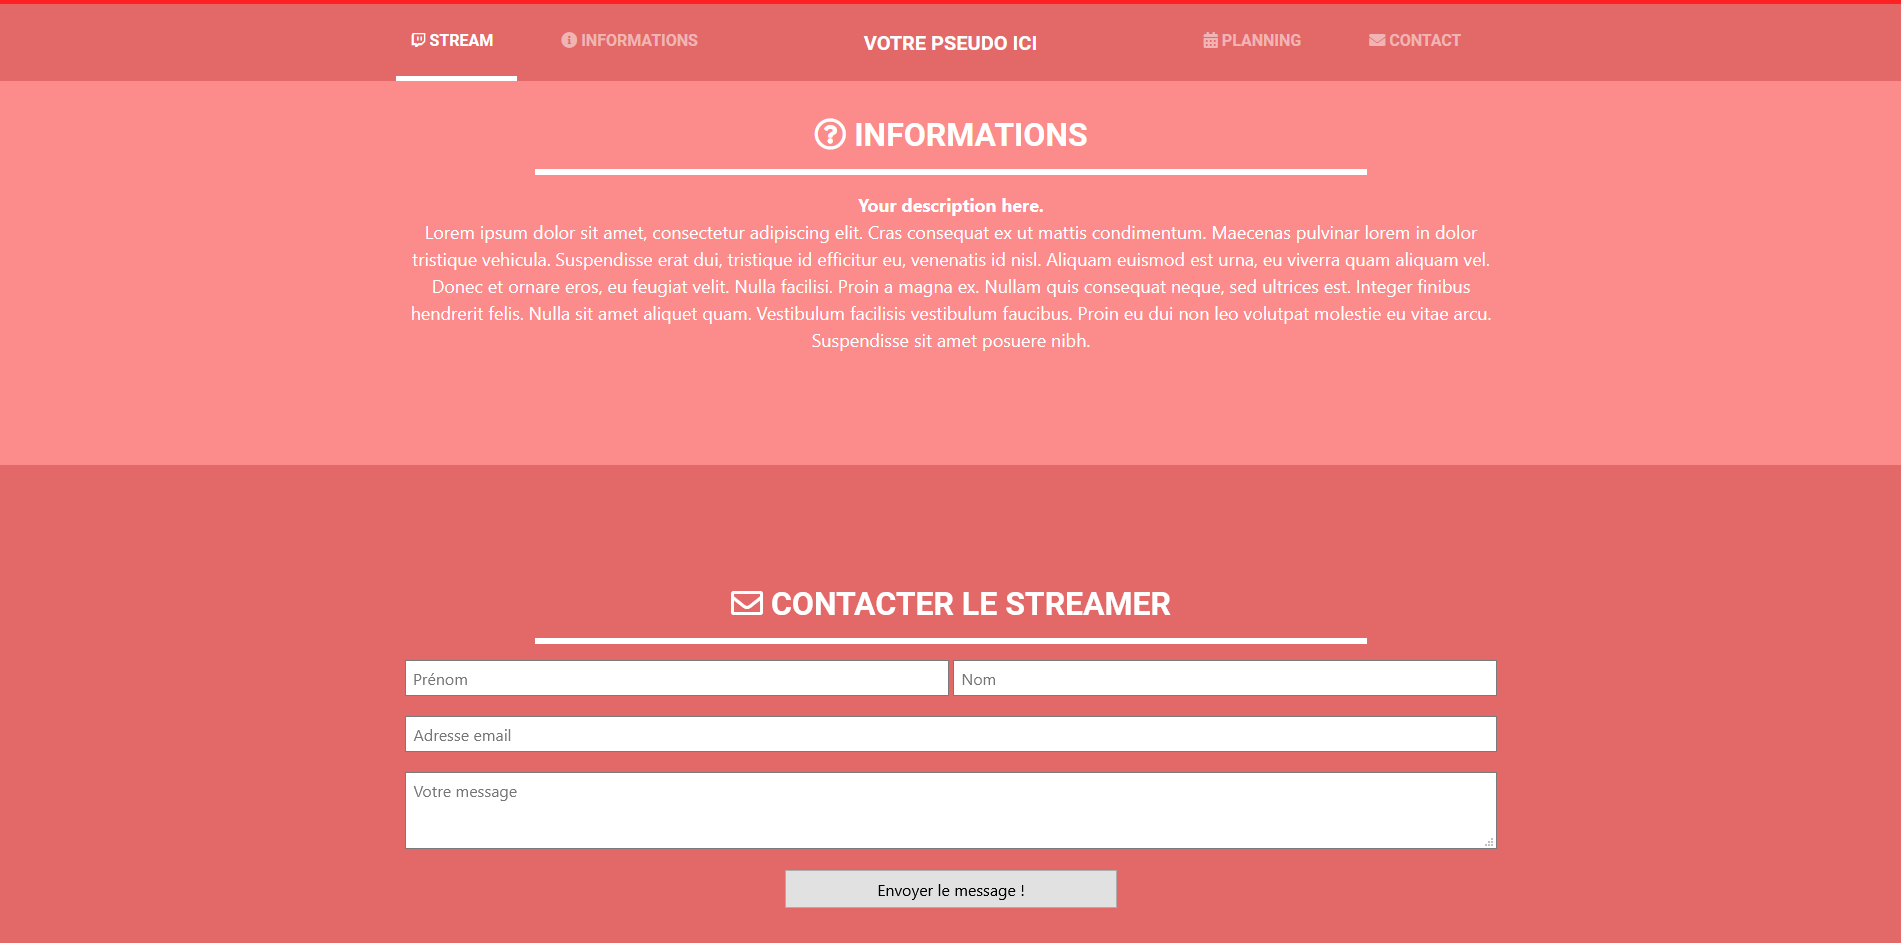 STREAM
INFORMATIONS
VOTRE PSEUDO ICI
PLANNING
CONTACT
INFORMATIONS
Your description here.
Lorem ipsum dolor sit amet, consectetur adipiscing elit. Cras consequat ex ut mattis condimentum. Maecenas pulvinar lorem in dolor
tristique vehicula. Suspendisse erat dui, tristique id efficitur eu, venenatis id nisl. Aliquam euismod est urna, eu viverra quam aliquam vel.
Donec et ornare eros, eu feugiat velit. Nulla facilisi. Proin a magna ex. Nullam quis consequat neque, sed ultrices est. Integer finibus
hendrerit felis. Nulla sit amet aliquet quam. Vestibulum facilisis vestibulum faucibus. Proin eu dui non leo volutpat molestie eu vitae arcu.
Suspendisse sit amet posuere nibh.
CONTACTER LE STREAMER
Prénom
Nom
Adresse email
Votre message
Envoyer le message !